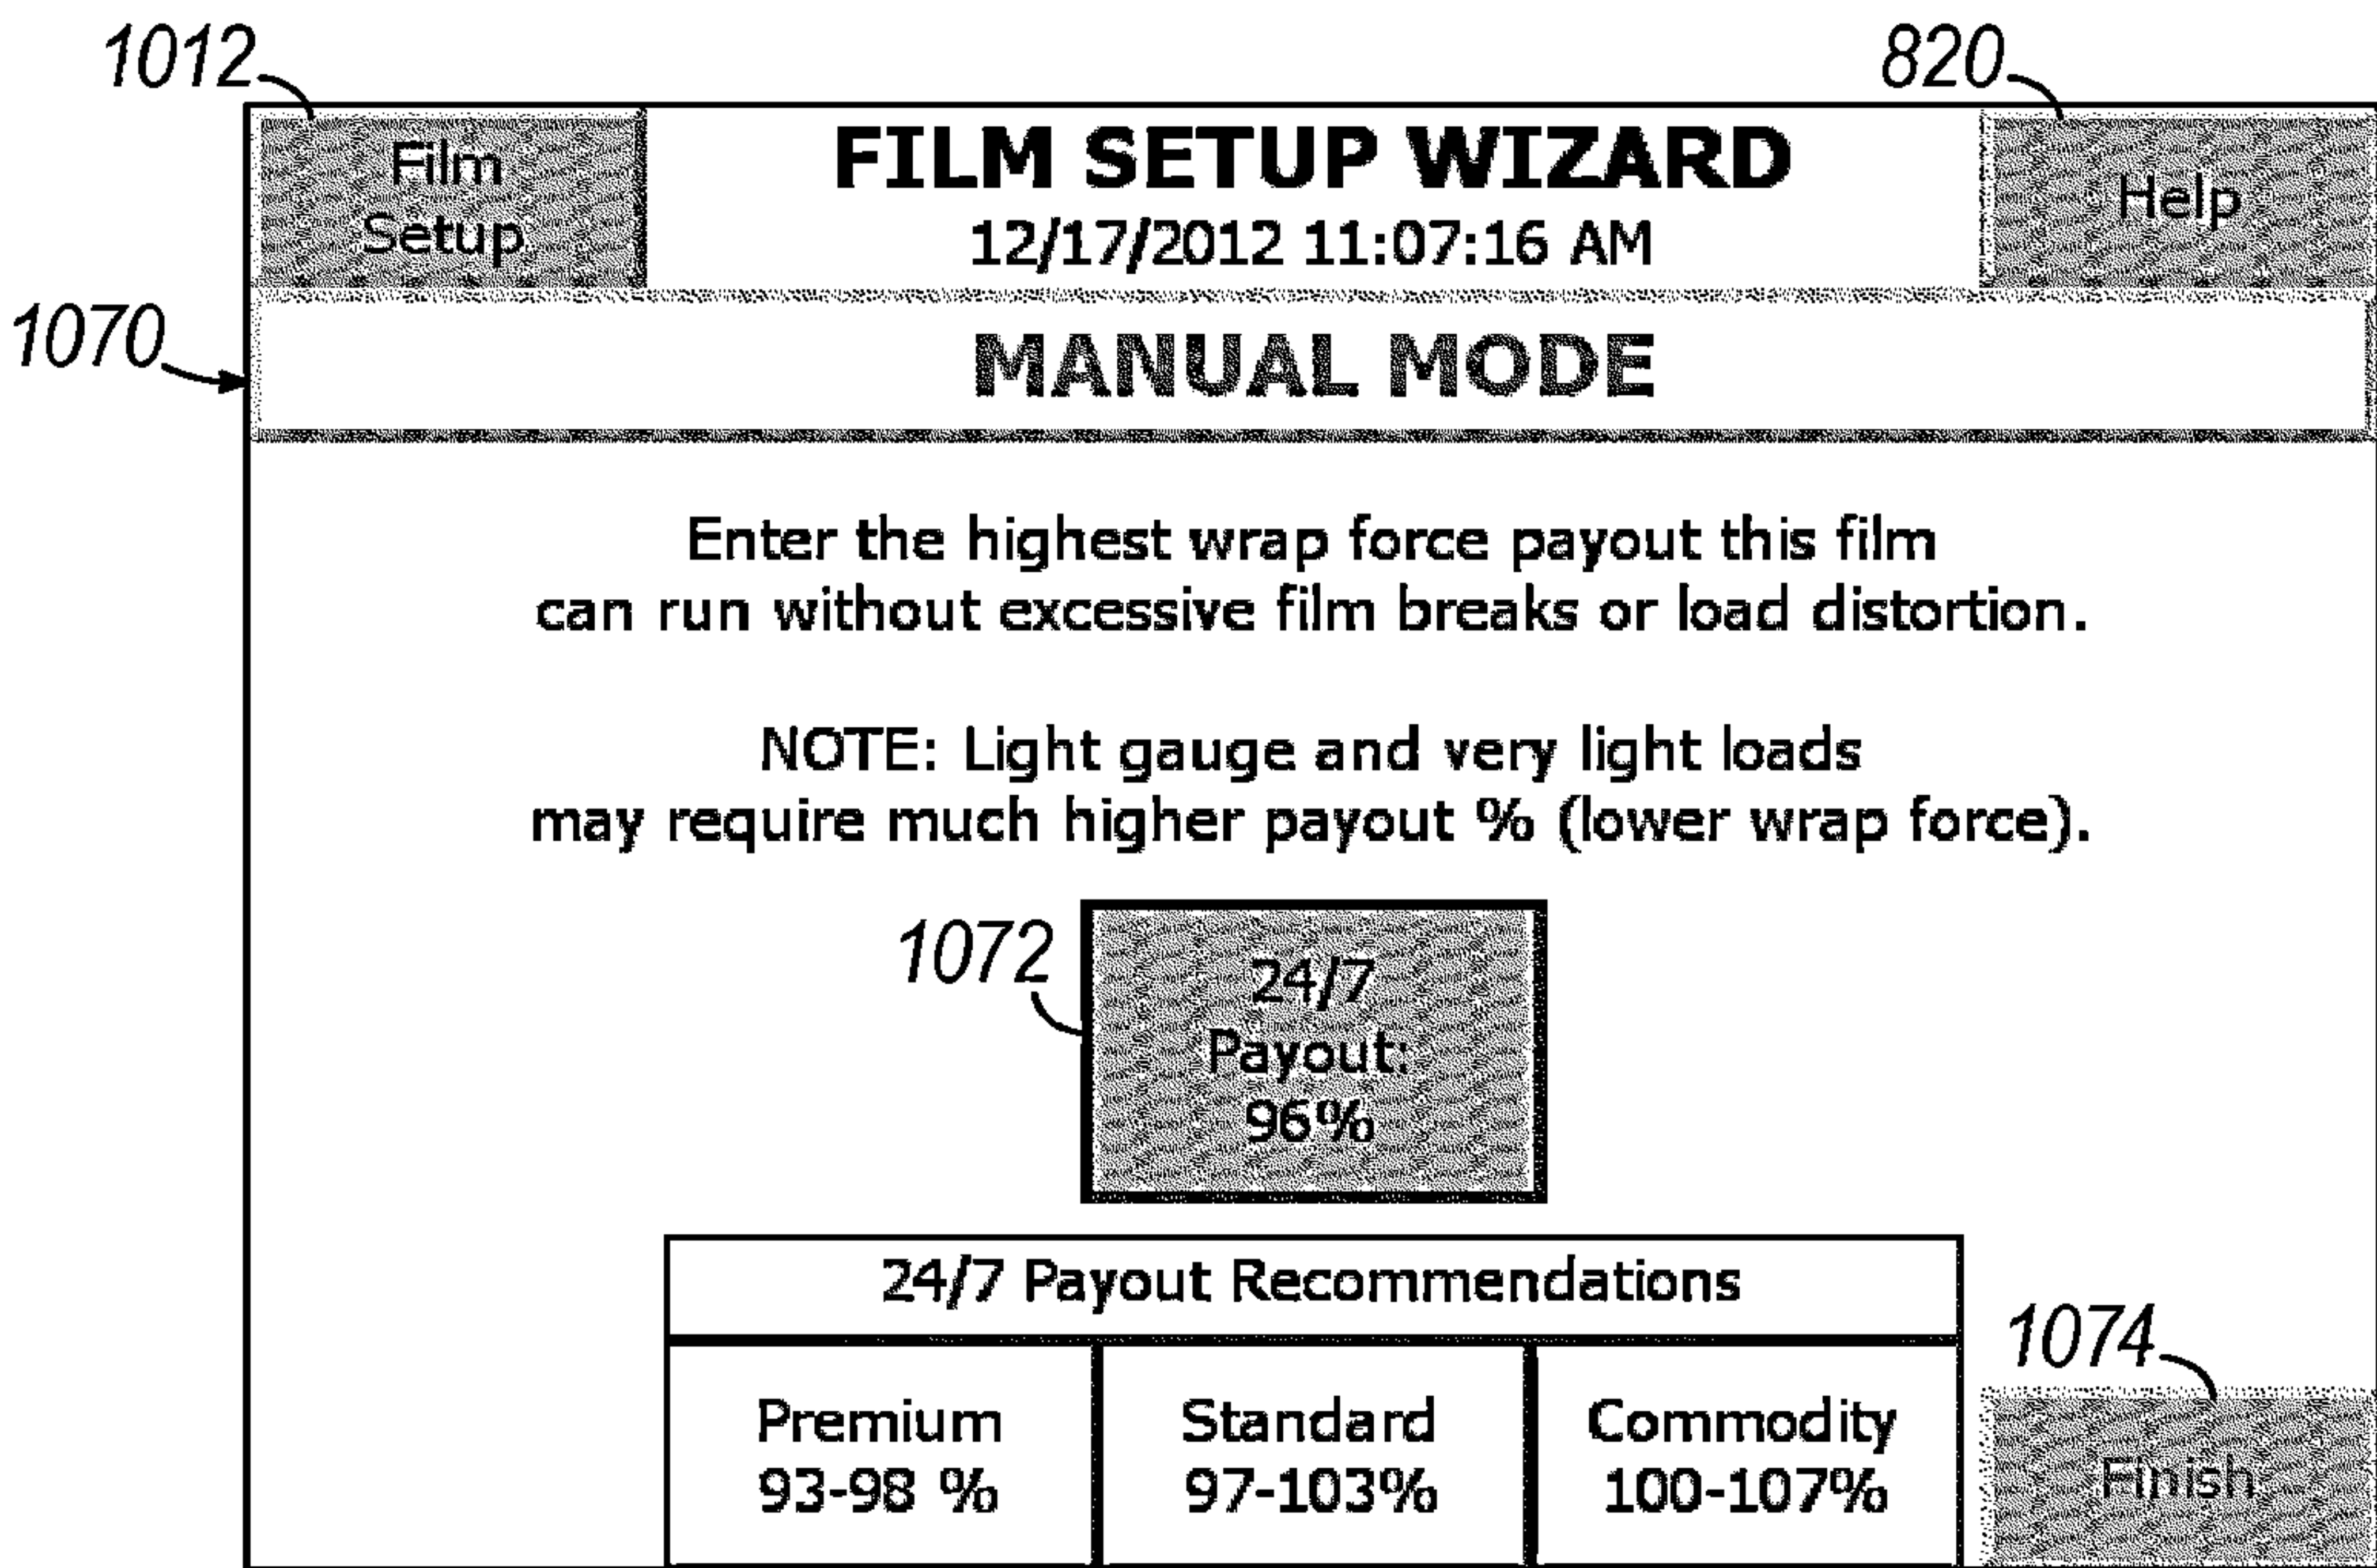 1012
820
Film
Setup
FILM SETUP WIZARD
12/17/2012 11:07:16 AM
Help
1070
MANUAL MODE
Enter the highest wrap force payout this film
can run without excessive film breaks or load distortion.
NOTE: Light gauge and very light loads
may require much higher payout % (lower wrap force).
1072
24/7
Payout:
96%
24/7 Payout Recommendations
1074
Premium
93-98 %
Standard
97-103%
Commodity
100-107%
Finish